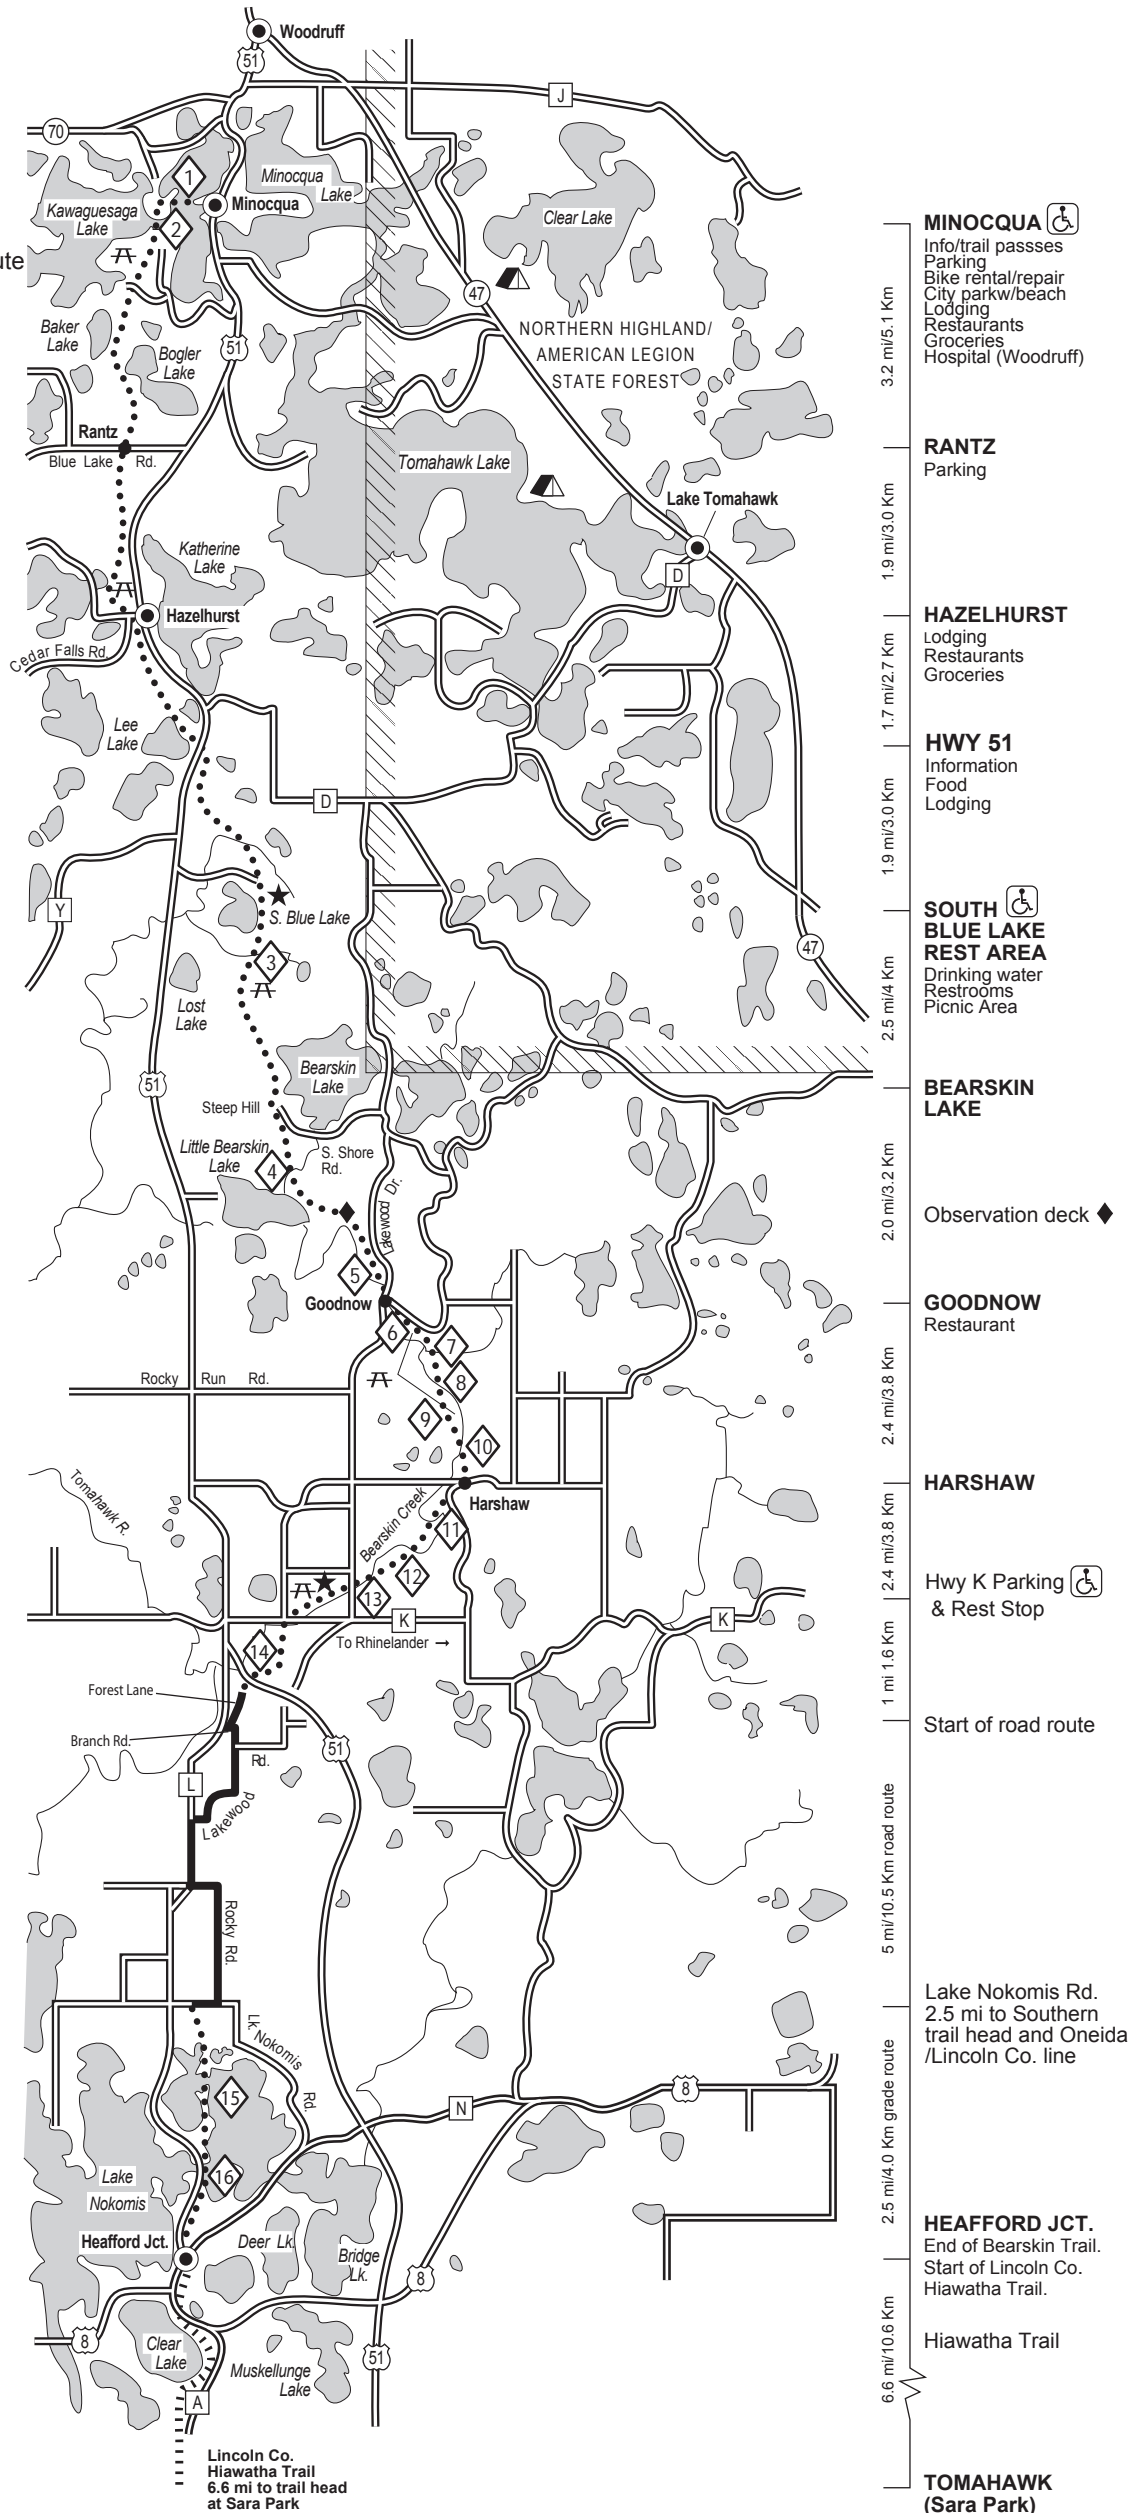 Woodruff
51
J
70
1
Minocqua
Lake
Minocqua
Kawaguesaga
Lake
2
Clear Lake
ute
47
NORTHERN HIGHLAND/
AMERICAN LEGION
STATE FOREST
Baker
Lake
Bogler
Lake
51
Rantz
Blue Lake Rd.
Tomahawk Lake
Lake Tomahawk
Katherine
Lake
D
Hazelhurst
Cedar Falls Rd.
Lee
Lake
D
Y
S. Blue Lake
47
3
Lost
Lake
Bearskin
Lake
51
Steep Hill
Little Bearskin
Lake
S. Shore
Rd.
4
Lakewood Dr.
5
Goodnow
6
7
8
Rocky Run Rd.
9
10
Tomahawk R.
Harshaw
Bearskin Creek
11
12
13
K
K
To Rhinelander →
14
Forest Lane
Branch Rd.
51
Rd.
L
Lakewood
Rocky Rd.
Lk. Nokomis
Rd.
15
8
N
16
Lake
Nokomis
Heafford Jct.
Deer Lk.
Bridge
Lk.
8
8
Clear
Lake
Muskellunge
Lake
51
A
Lincoln Co.
Hiawatha Trail
6.6 mi to trail head
at Sara Park
MINOCQUA
Info/trail passses
Parking
Bike rental/repair
City parkw/beach
Lodging
Restaurants
Groceries
Hospital (Woodruff)
3.2 mi/5.1 Km
RANTZ
Parking
1.9 mi/3.0 Km
HAZELHURST
Lodging
Restaurants
Groceries
1.7 mi/2.7 Km
HWY 51
Information
Food
Lodging
1.9 mi/3.0 Km
SOUTH
BLUE LAKE
REST AREA
Drinking water
Restrooms
Picnic Area
2.5 mi/4 Km
BEARSKIN
LAKE
2.0 mi/3.2 Km
Observation deck ♦
GOODNOW
Restaurant
2.4 mi/3.8 Km
HARSHAW
2.4 mi/3.8 Km
Hwy K Parking
& Rest Stop
1 mi 1.6 Km
Start of road route
5 mi/10.5 Km road route
Lake Nokomis Rd.
2.5 mi to Southern
trail head and Oneida
/Lincoln Co. line
2.5 mi/4.0 Km grade route
HEAFFORD JCT.
End of Bearskin Trail.
Start of Lincoln Co.
Hiawatha Trail.
Hiawatha Trail
6.6 mi/10.6 Km
TOMAHAWK
(Sara Park)